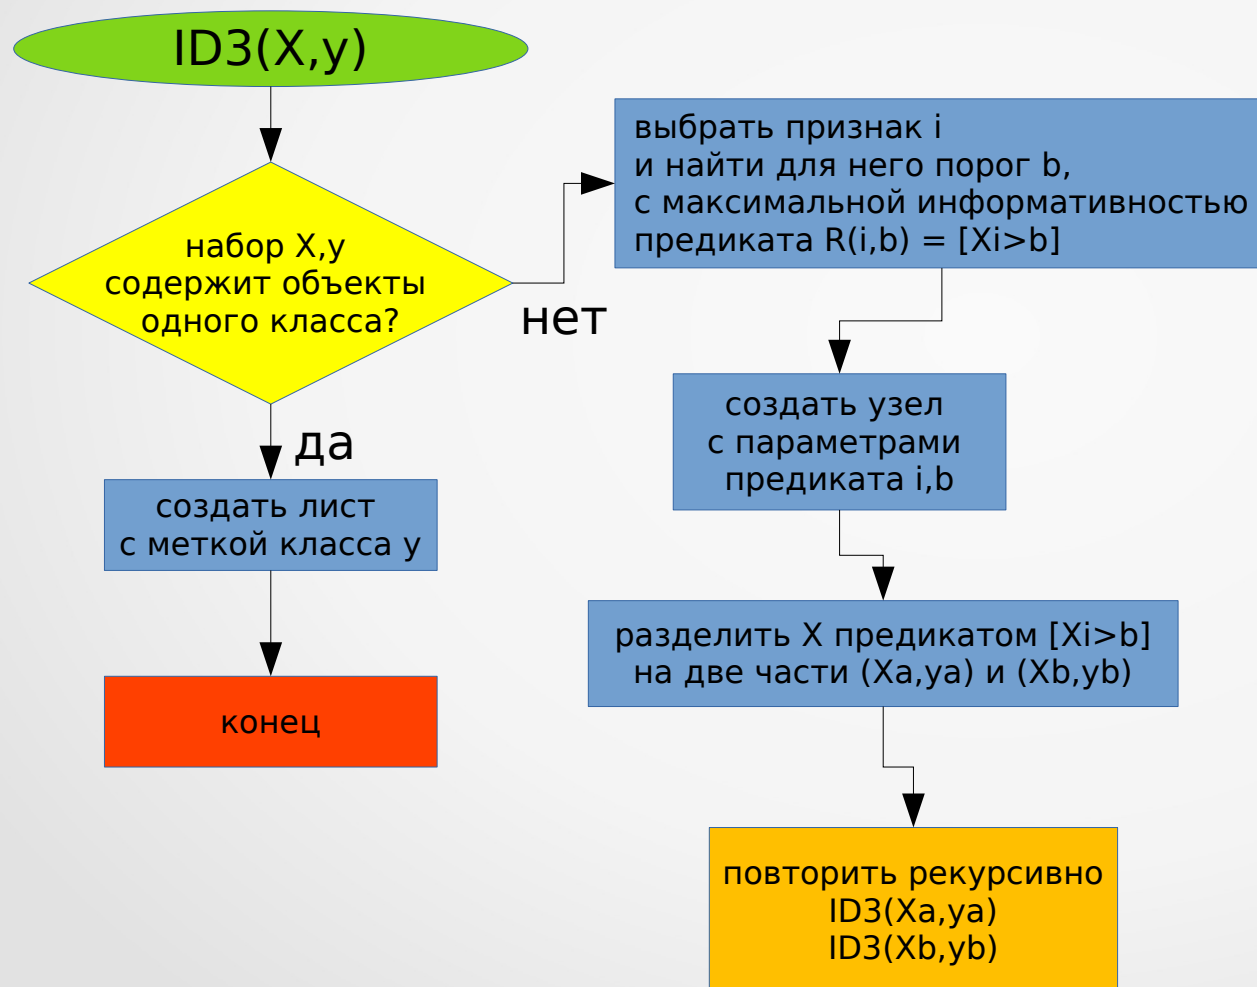 ID3(X,y)
набор X,y
содержит объекты
одного класса?
да
создать лист
с меткой класса y
конец
нет
выбрать признак i
и найти для него порог b,
с максимальной информативностью
предиката R(i,b) = [Xi>b]
создать узел
с параметрами
предиката i,b
разделить X предикатом [Xi>b]
на две части (Xa,ya) и (Xb,yb)
повторить рекурсивно
ID3(Xa,ya)
ID3(Xb,yb)